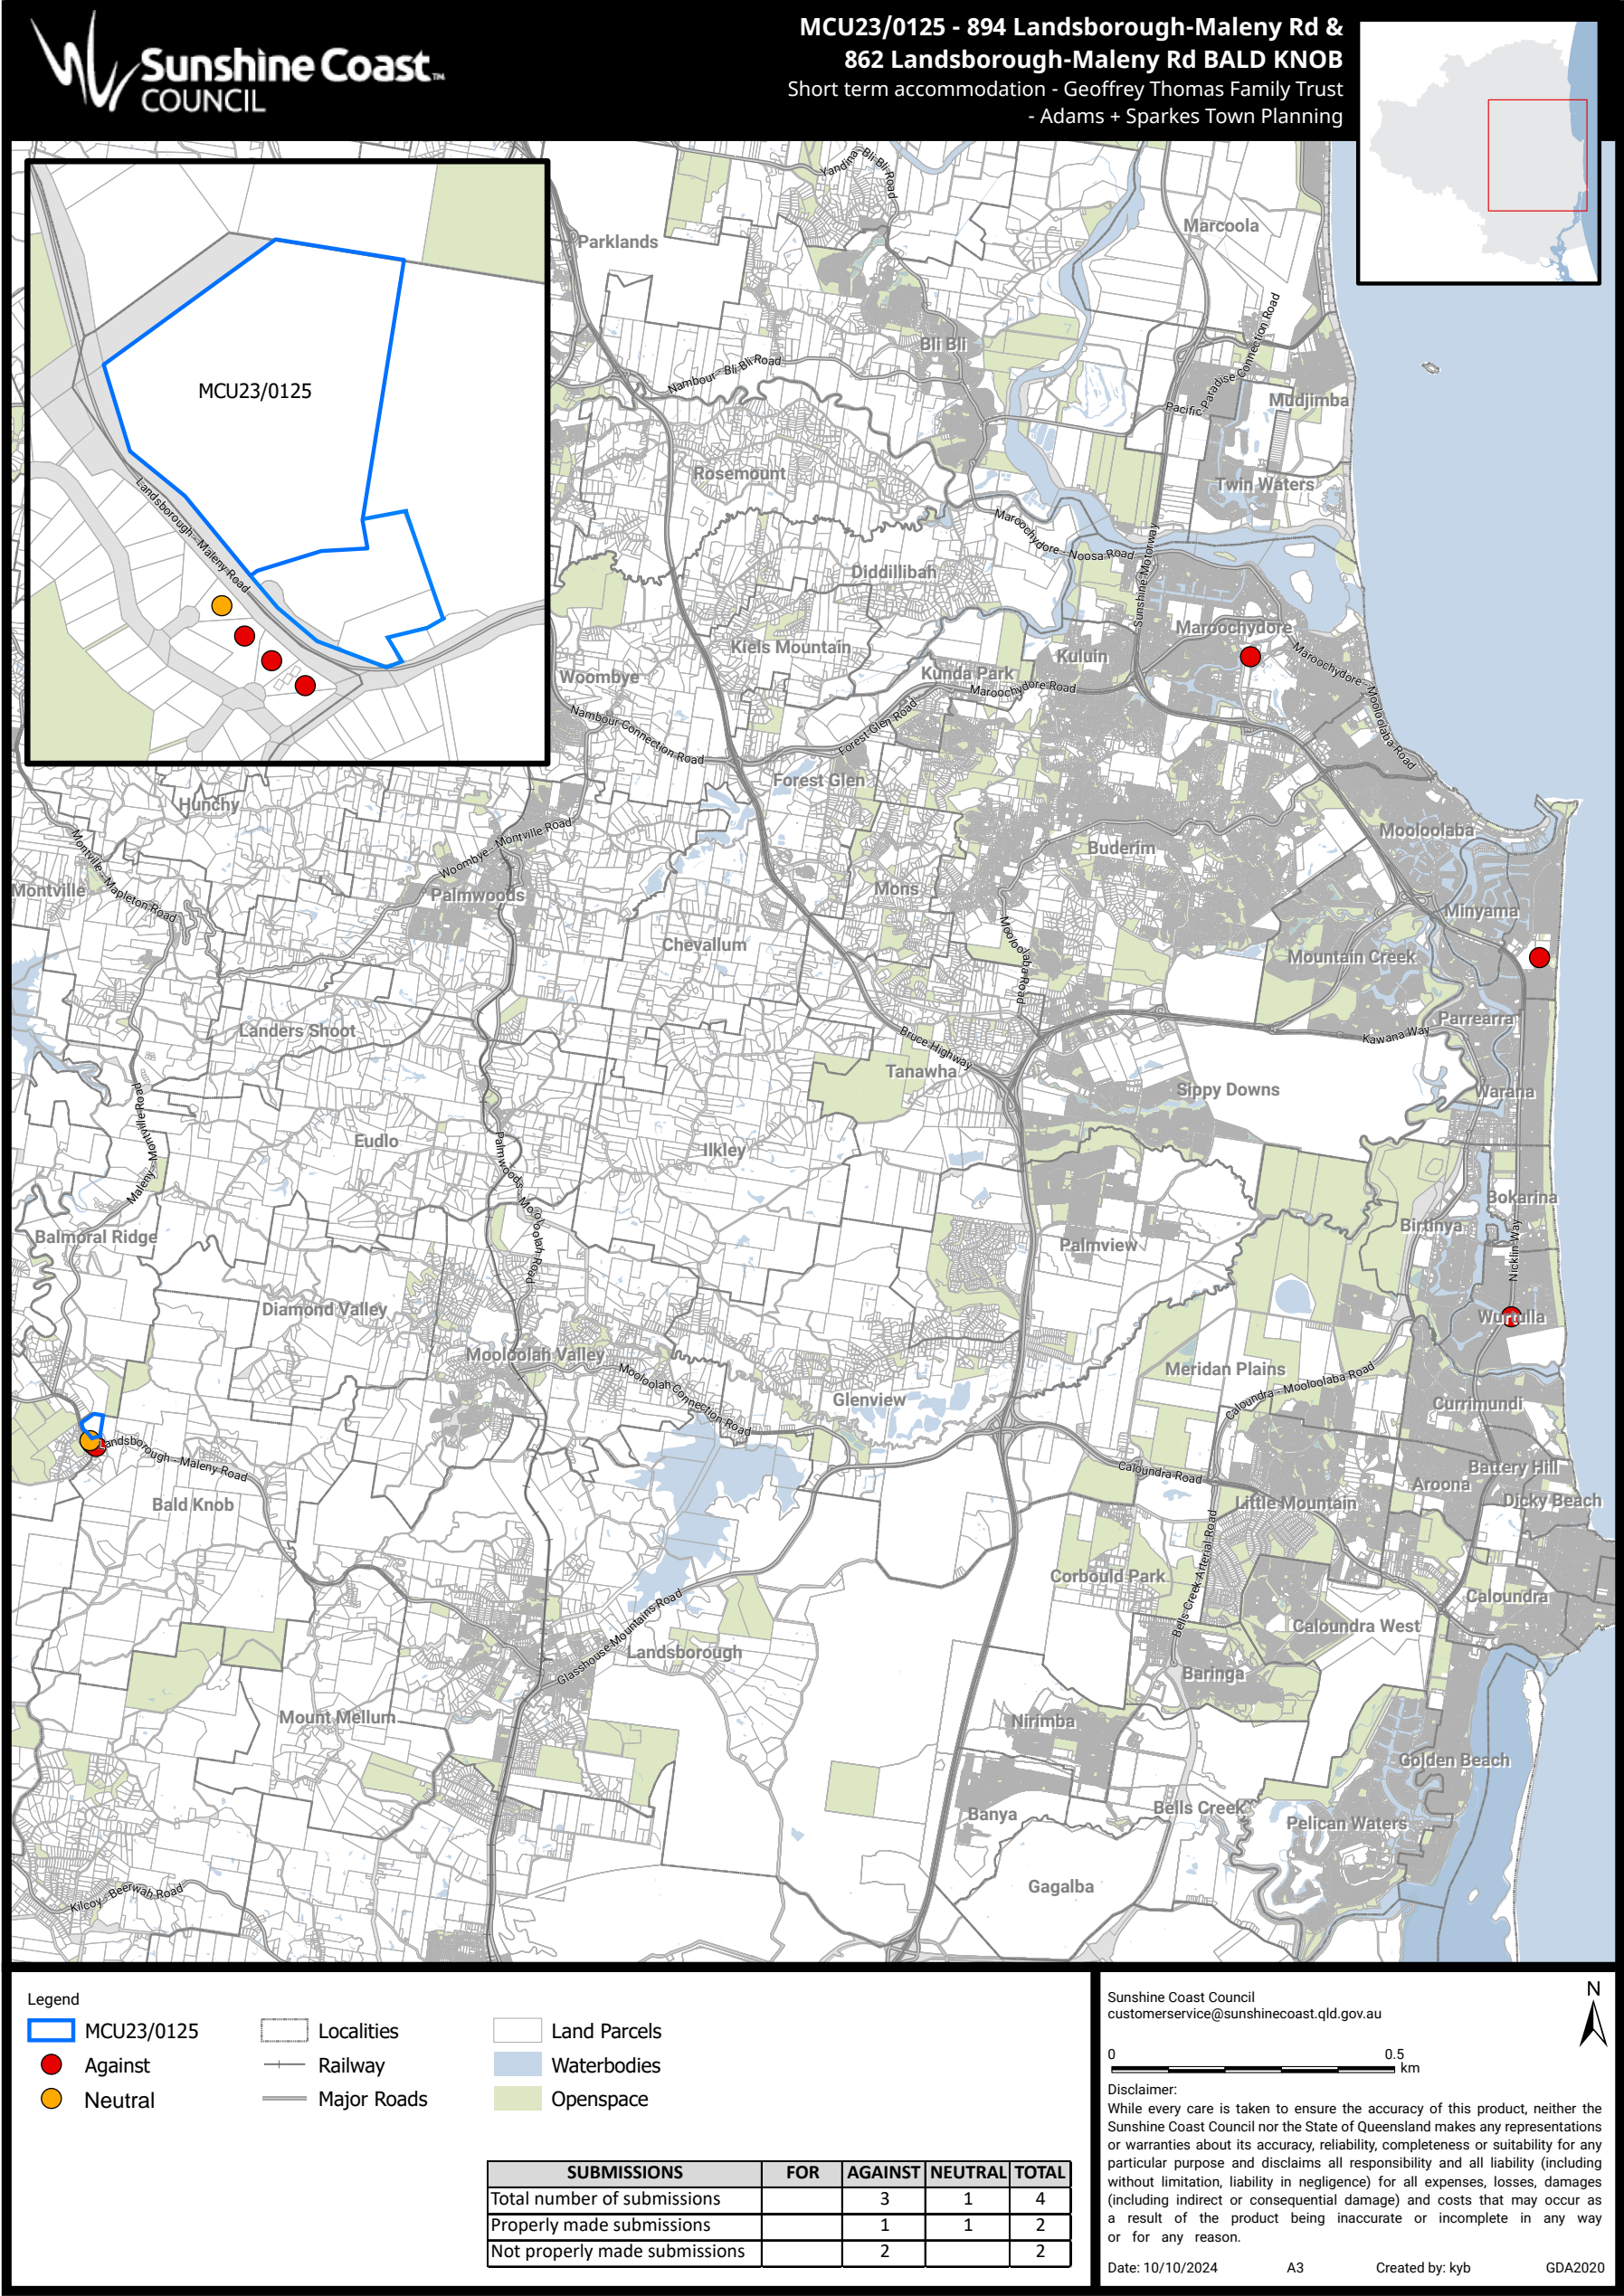 Sunshine Coast™
COUNCIL
MCU23/0125 - 894 Landsborough-Maleny Rd &
862 Landsborough-Maleny Rd BALD KNOB
Short term accommodation - Geoffrey Thomas Family Trust
- Adams + Sparkes Town Planning
MCU23/0125
Landsborough - Maleny Road
Yandina - Bli Bli Road
Parklands
Marcoola
Bli Bli
Nambour - Bli Bli Road
Pacific Paradise Connection Road
Mudjimba
Rosemount
Twin Waters
Maroochydore - Noosa Road
Sunshine Motorway
Diddillibah
Maroochydore
Kiels Mountain
Kuluin
Kunda Park
Woombye
Maroochydore Road
Maroochydore - Mooloolaba Road
Nambour Connection Road
Forest Glen Road
Forest Glen
Hunchy
Woombye - Montville Road
Mooloolaba
Montville - Mapleton Road
Buderim
Montville
Palmwoods
Mons
Minyama
Chevallum
Mooloolaba Road
Mountain Creek
Landers Shoot
Parrearra
Kawana Way
Bruce Highway
Tanawha
Sippy Downs
Warana
Maleny - Montville Road
Eudlo
Ilkley
Palmwoods - Mooloolah Road
Bokarina
Birtinya
Balmoral Ridge
Palmview
Nicklin Way
Diamond Valley
Wurtulla
Mooloolah Valley
Mooloolah Connection Road
Meridan Plains
Glenview
Caloundra - Mooloolaba Road
Currimundi
Landsborough - Maleny Road
Caloundra Road
Battery Hill
Aroona
Bald Knob
Little Mountain
Dicky Beach
Bells Creek Arterial Road
Corbould Park
Caloundra
Glasshouse Mountains Road
Caloundra West
Landsborough
Baringa
Mount Mellum
Nirimba
Golden Beach
Banya
Bells Creek
Pelican Waters
Gagalba
Kilcoy - Beerwah Road
Legend
MCU23/0125
Against
Neutral
Localities
Railway
Major Roads
Land Parcels
Waterbodies
Openspace
SUBMISSIONS FOR AGAINST NEUTRAL TOTAL
Total number of submissions 3 1 4
Properly made submissions 1 1 2
Not properly made submissions 2 2
Sunshine Coast Council
customerservice@sunshinecoast.qld.gov.au
N
0 0.5
km
Disclaimer:
While every care is taken to ensure the accuracy of this product, neither the
Sunshine Coast Council nor the State of Queensland makes any representations
or warranties about its accuracy, reliability, completeness or suitability for any
particular purpose and disclaims all responsibility and all liability (including
without limitation, liability in negligence) for all expenses, losses, damages
(including indirect or consequential damage) and costs that may occur as
a result of the product being inaccurate or incomplete in any way
or for any reason.
Date: 10/10/2024 A3 Created by: kyb GDA2020